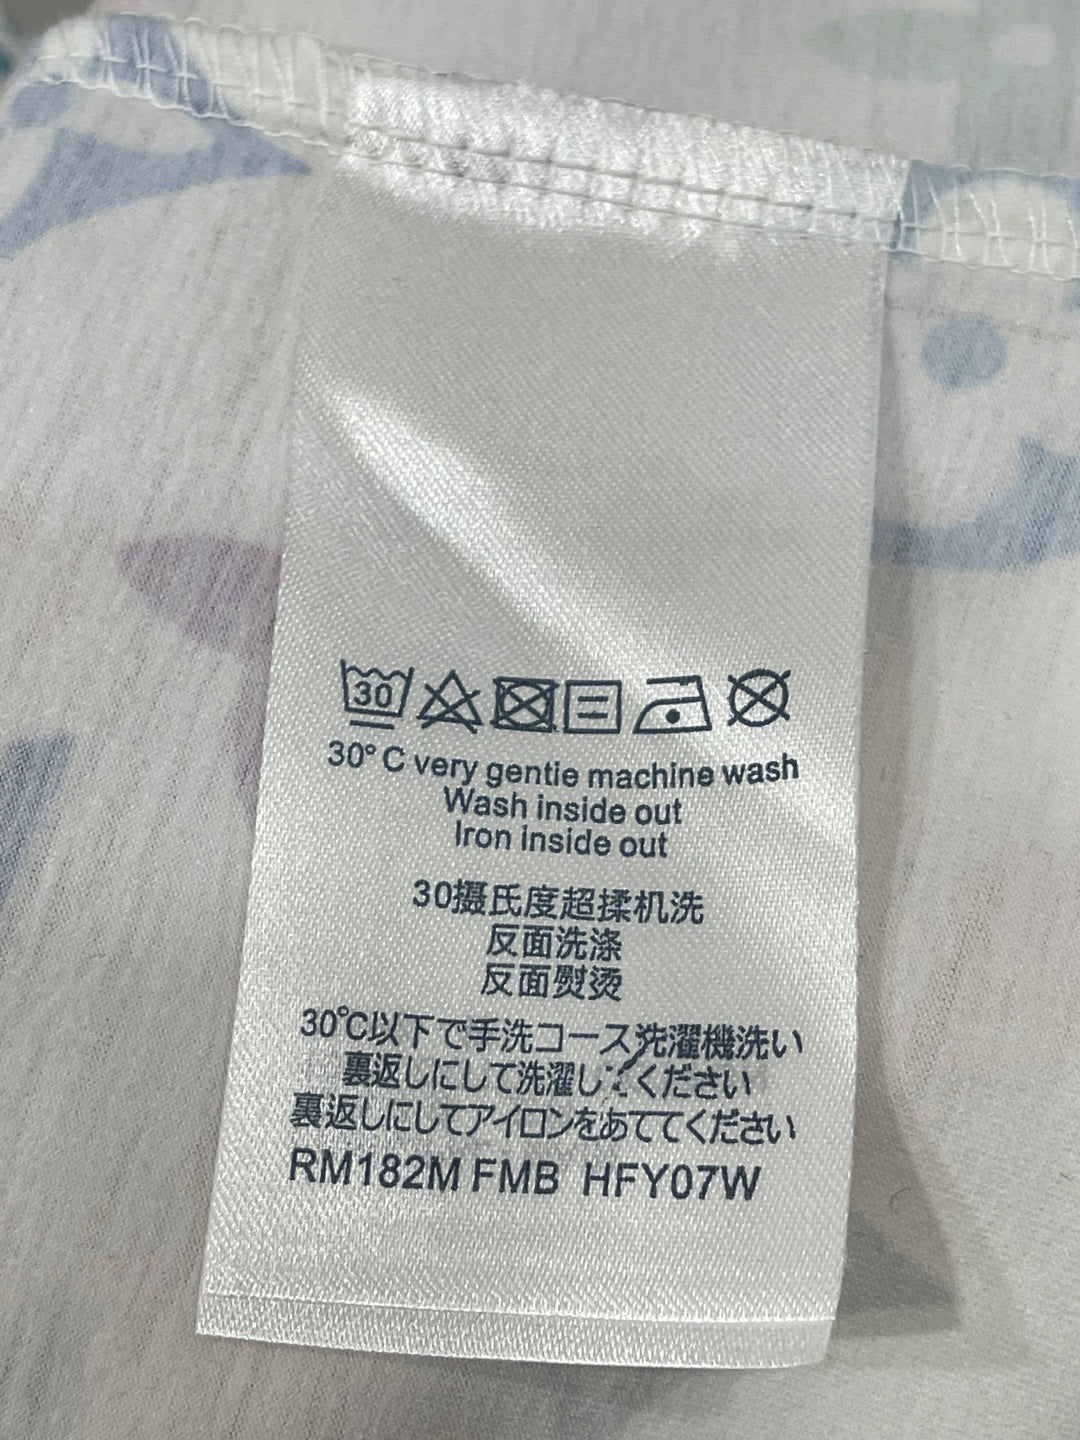 30
30°C very gentie machine wash
Wash inside out
Iron inside out
30摄氏度超揉机洗
反面洗涤
反面熨烫
30℃以下で手洗コース洗濯機洗い
裏返しにして洗濯してください
裏返しにしてアイロンをあててください
RM182M FMB HFY07W